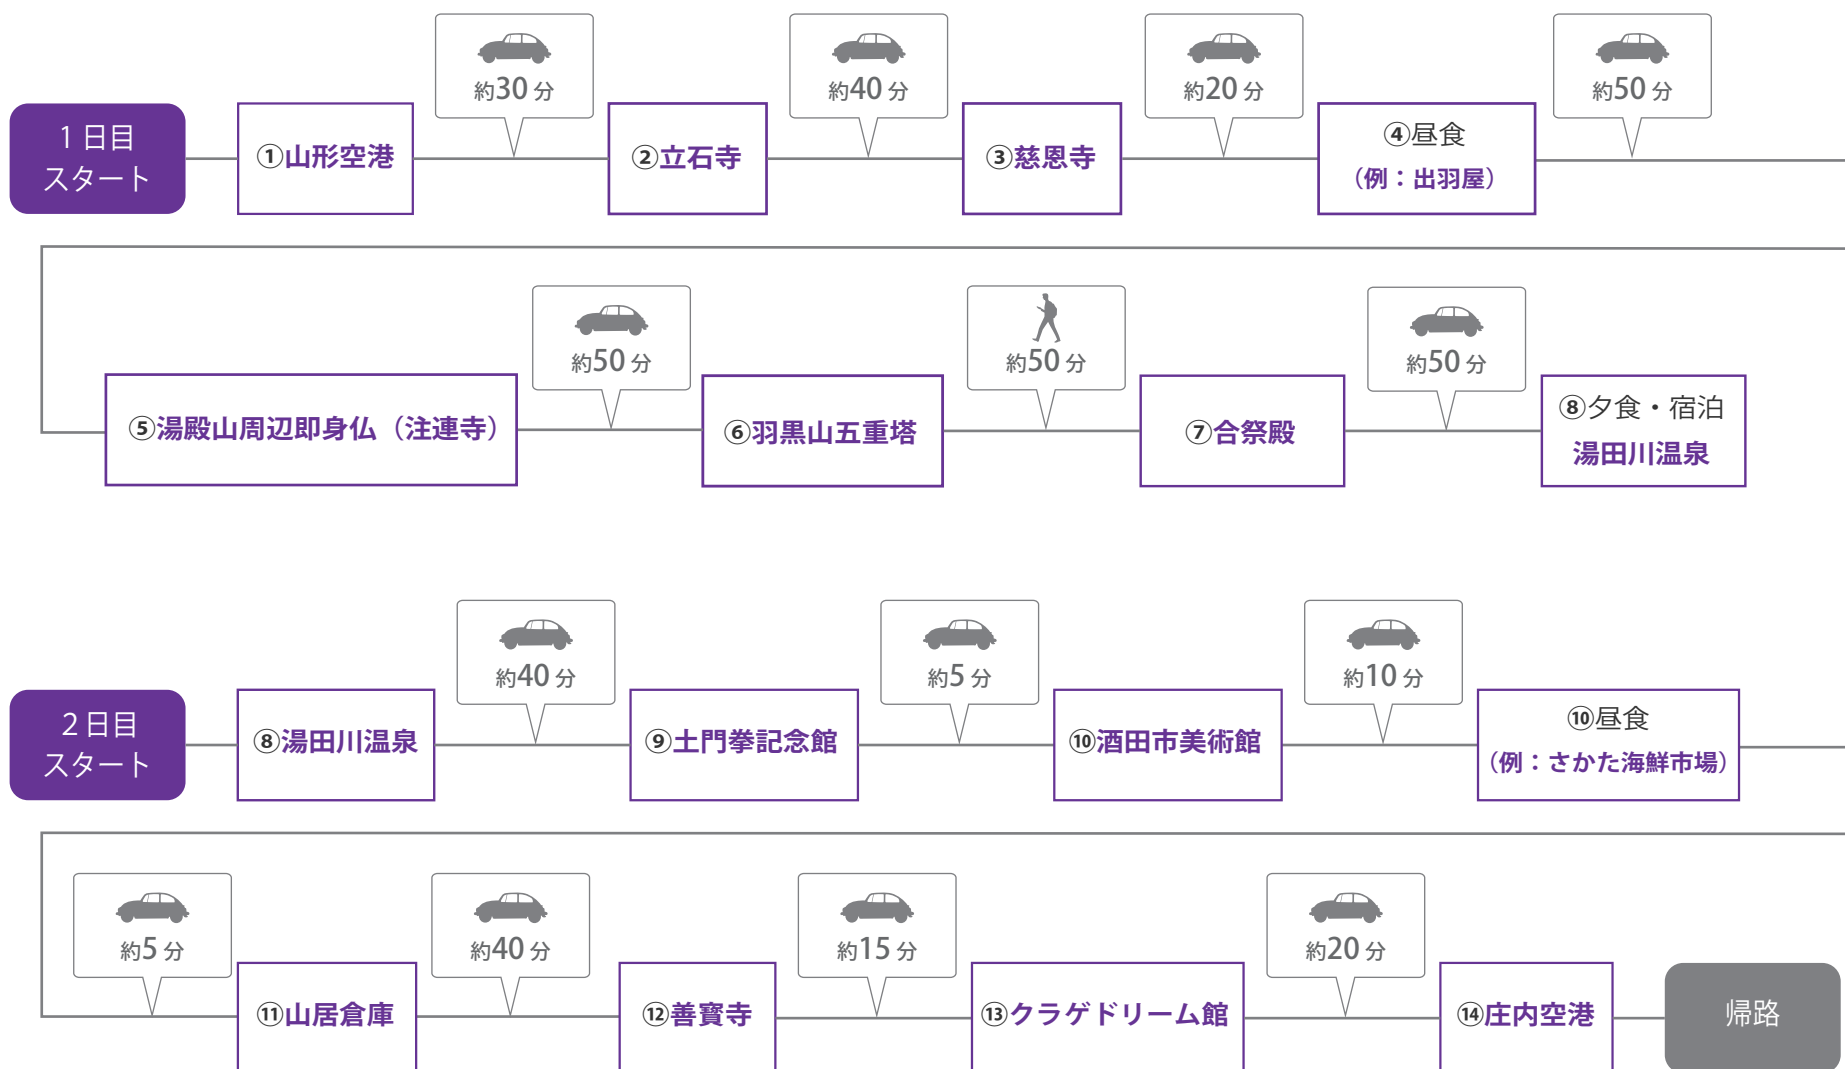 約30分
約40分
約20分
約50分
1日目
スタート
①山形空港
②立石寺
③慈恩寺
④昼食
（例：出羽屋）
約50分
約50分
約50分
⑤湯殿山周辺即身仏（注連寺）
⑥羽黒山五重塔
⑦合祭殿
⑧夕食・宿泊
湯田川温泉
約40分
約5分
約10分
2日目
スタート
⑧湯田川温泉
⑨土門拳記念館
⑩酒田市美術館
⑩昼食
（例：さかた海鮮市場）
約5分
約40分
約15分
約20分
⑪山居倉庫
⑫善寳寺
⑬クラゲドリーム館
⑭庄内空港
帰路